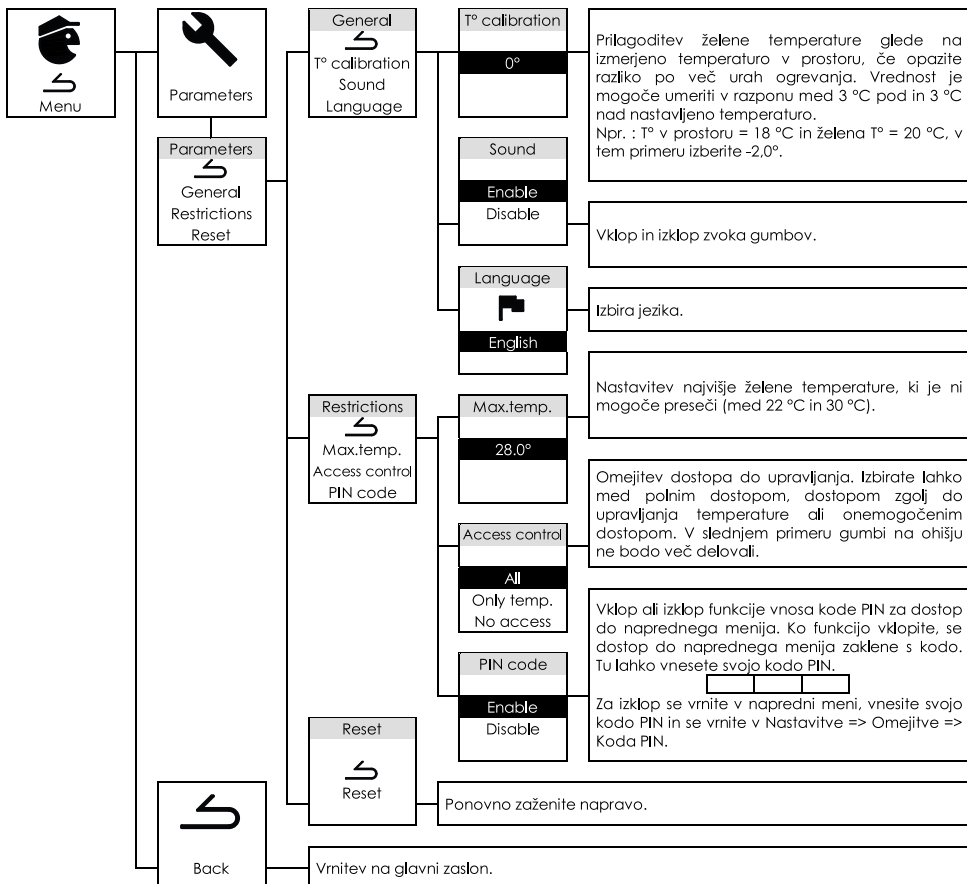 Menu
Parameters
Parameters
General
Restrictions
Reset
General
T° calibration
Sound
Language
T° calibration
0°
Prilagoditev želene temperature glede na
izmerjeno temperaturo v prostoru, če opazite
razliko po več urah ogrevanja. Vrednost je
mogoče umeriti v razponu med 3 °C pod in 3 °C
nad nastavljeno temperaturo.
Npr. : T° v prostoru = 18 °C in želena T° = 20 °C, v
tem primeru izberite -2,0°.
Sound
Enable
Disable
Vklop in izklop zvoka gumbov.
Language
English
Izbira jezika.
Restrictions
Max.temp.
Access control
PIN code
Max.temp.
28.0°
Nastavitev najvišje želene temperature, ki je ni
mogoče preseči (med 22 °C in 30 °C).
Access control
All
Only temp.
No access
Omejitev dostopa do upravljanja. Izbirate lahko
med polnim dostopom, dostopom zgolj do
upravljanja temperature ali onemogočenim
dostopom. V slednjem primeru gumbi na ohišju
ne bodo več delovali.
PIN code
Enable
Disable
Vklop ali izklop funkcije vnosa kode PIN za dostop
do naprednega menija. Ko funkcijo vklopite, se
dostop do naprednega menija zaklene s kodo.
Tu lahko vnesete svojo kodo PIN.
Za izklop se vrnite v napredni meni, vnesite svojo
kodo PIN in se vrnite v Nastavitve => Omejitve =>
Koda PIN.
Reset
Reset
Ponovno zaženite napravo.
Back
Vrnitev na glavni zaslon.